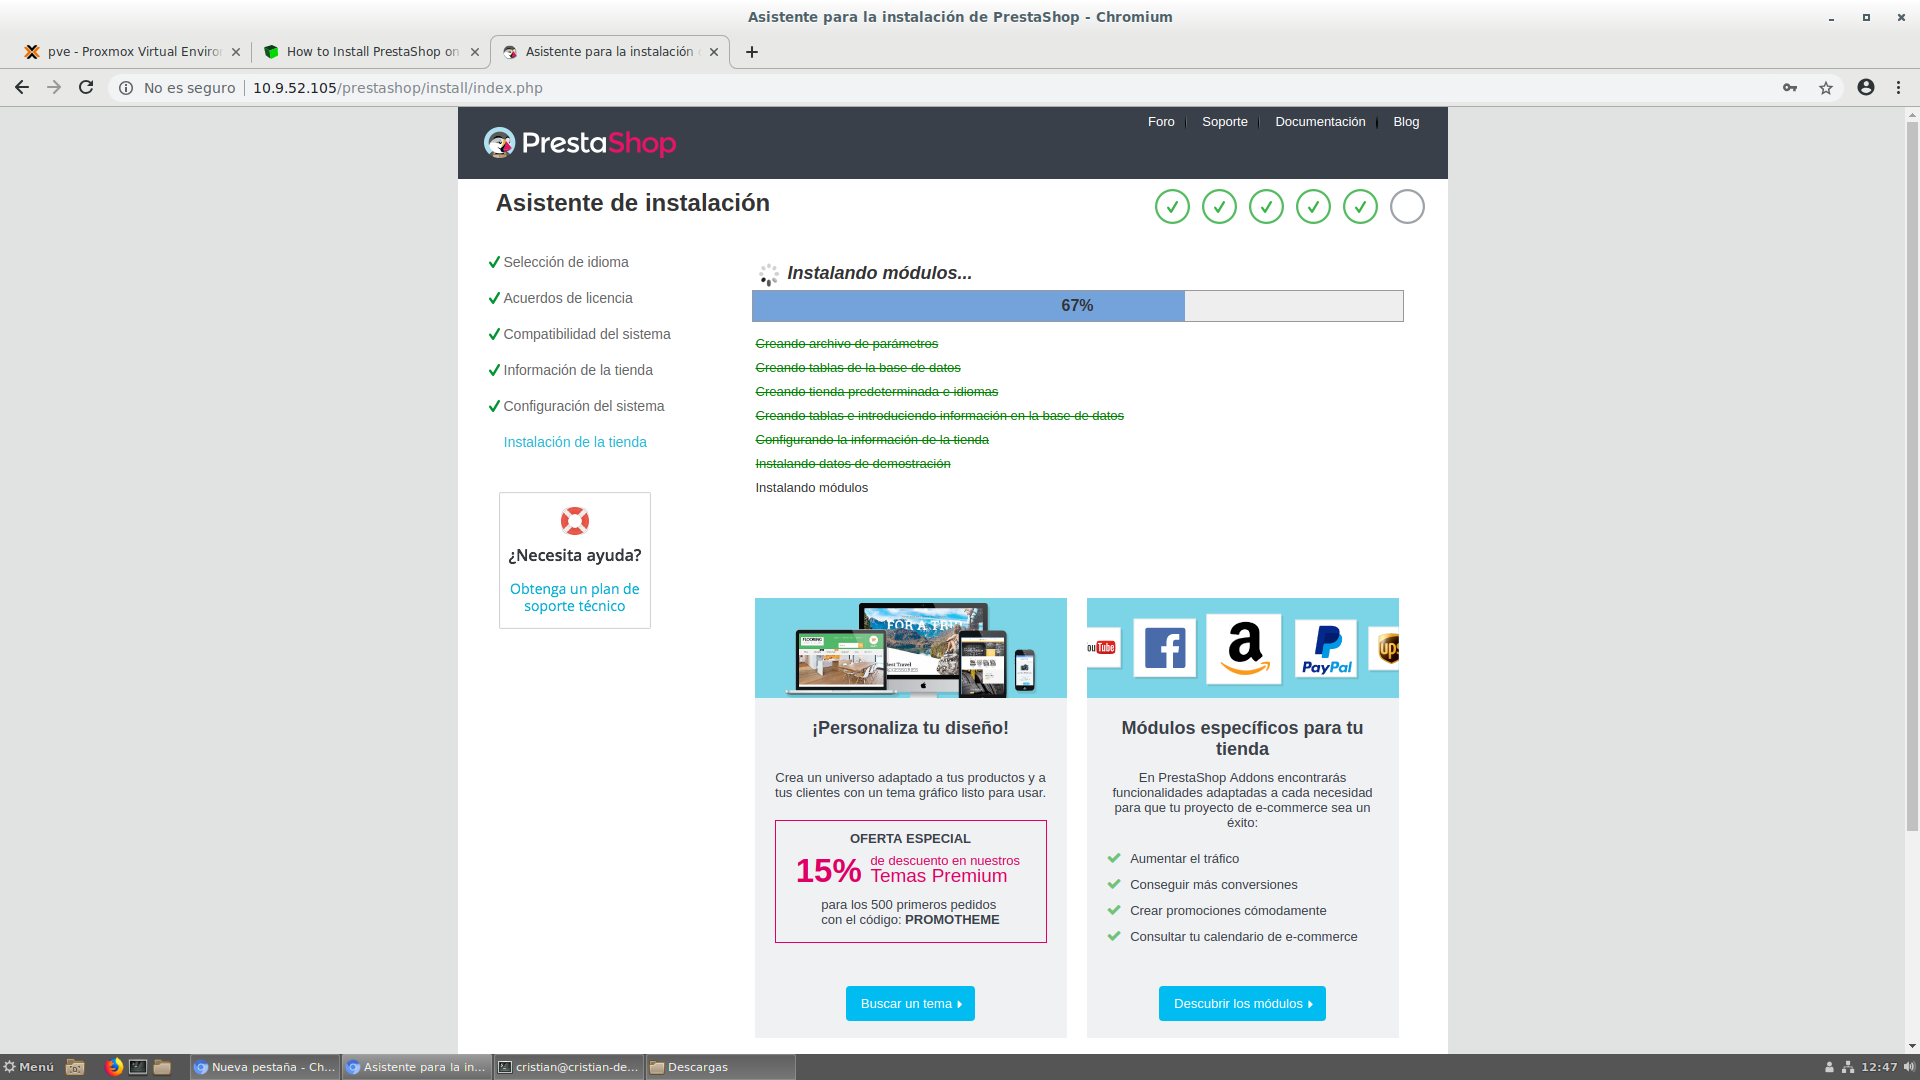 Asistente para la instalación de PrestaShop - Chromium
pve - Proxmox Virtual Enviro
How to Install PrestaShop on
Asistente para la instalación
No es seguro
10.9.52.105/prestashop/install/index.php
PrestaShop
Foro
Soporte
Documentación
Blog
Asistente de instalación
Selección de idioma
Acuerdos de licencia
Compatibilidad del sistema
Información de la tienda
Configuración del sistema
Instalación de la tienda
¿Necesita ayuda?
Obtenga un plan de
soporte técnico
Instalando módulos...
67%
Creando archivo de parámetros
Creando tablas de la base de datos
Creando tienda predeterminada e idiomas
Creando tablas e introduciendo información en la base de datos
Configurando la información de la tienda
Instalando datos de demostración
Instalando módulos
FLOORING
FOR A TRI
Best Travel
¡Personaliza tu diseño!
Crea un universo adaptado a tus productos y a
tus clientes con un tema gráfico listo para usar.
OFERTA ESPECIAL
15%
de descuento en nuestros
Temas Premium
para los 500 primeros pedidos
con el código: PROMOTHEME
Buscar un tema
ou Tube
f
a
PayPal
ups
Módulos específicos para tu
tienda
En PrestaShop Addons encontrarás
funcionalidades adaptadas a cada necesidad
para que tu proyecto de e-commerce sea un
éxito:
Aumentar el tráfico
Conseguir más conversiones
Crear promociones cómodamente
Consultar tu calendario de e-commerce
Descubrir los módulos
Menú
Nueva pestaña - Ch...
Asistente para la in...
cristian@cristian-de...
Descargas
12:47